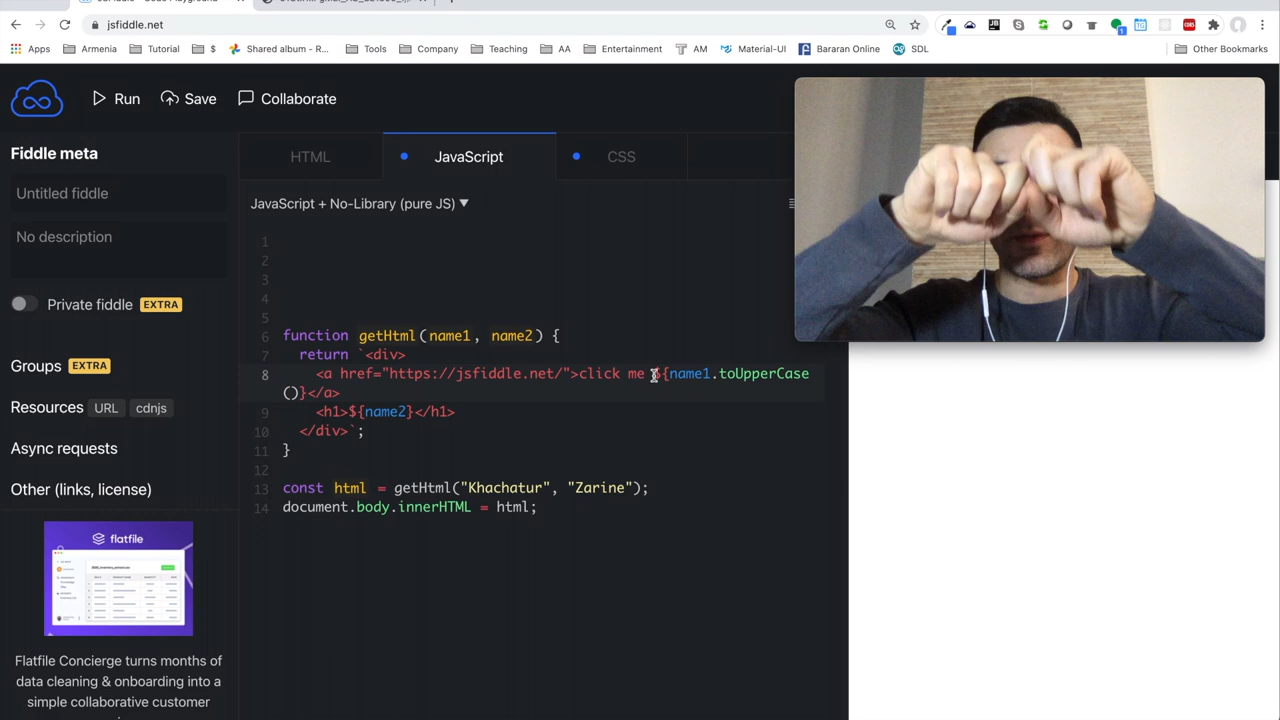 jsfiddle.net
Apps Armenia Tutorial $ Shared album - R... Tools Company Teaching AA Entertainment AM Material-UI Bararan Online SDL Other Bookmarks
Run Save Collaborate
Fiddle meta
HTML JavaScript CSS
Untitled fiddle
JavaScript + No-Library (pure JS) ▼
No description
Private fiddle EXTRA
Groups EXTRA
Resources URL cdnjs
Async requests
Other (links, license)
1
2
3
4
5
6 function getHtml(name1, name2) {
7 return `<div>
8 <a href="https://jsfiddle.net/">click me ${name1.toUpperCase
()}</a>
9 <h1>${name2}</h1>
10 </div>`;
11 }
12
13 const html = getHtml("Khachatur", "Zarine");
14 document.body.innerHTML = html;
flatfile
Flatfile Concierge turns months of
data cleaning & onboarding into a
simple collaborative customer